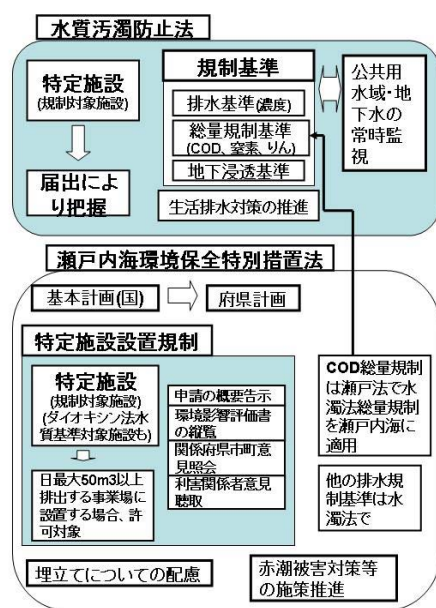 水質汚濁防止法
特定施設
(規制対象施設)
届出によ
り把握
規制基準
排水基準(濃度)
総量規制基準
(COD、窒素、りん)
地下浸透基準
生活排水対策の推進
公共用
水域・地
下水の
常時監
視
瀬戸内海環境保全特別措置法
基本計画(国)
府県計画
特定施設設置規制
特定施設
(規制対象施設)
(ダイオキシン法水
質基準対象施設も)
日最大50m3以上
排出する事業場に
設置する場合、許
可対象
申請の概要告示
環境影響評価書の
縦覧
関係府県市町意
見照会
利害関係者意見
聴取
COD総量規制
は瀬戸法で水
濁法総量規制
を瀬戸内海に
適用
他の排水規
制基準は水
濁法で
埋立てについての配慮
赤潮被害対策等
の施策推進